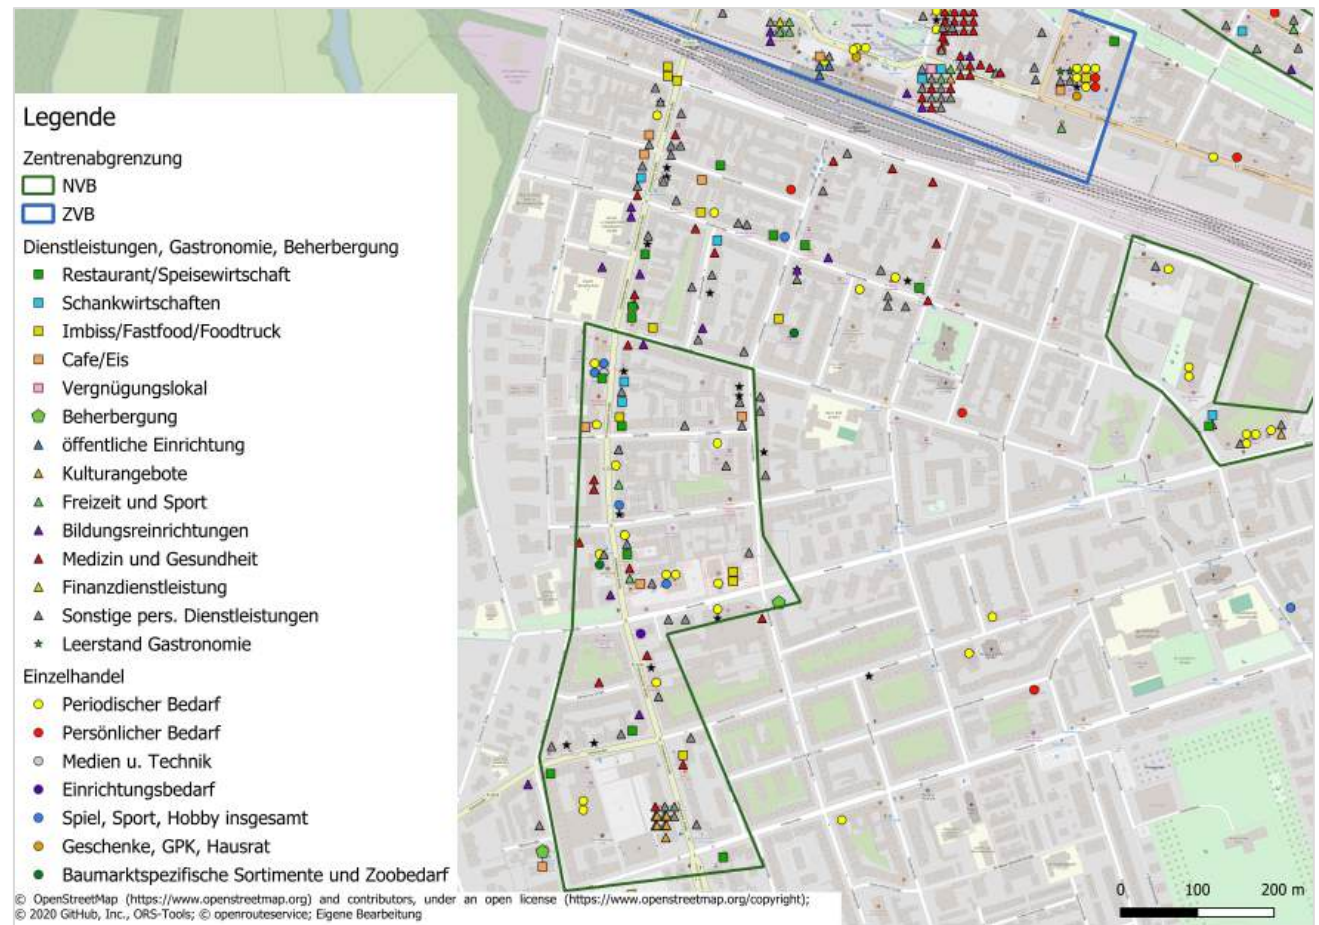 Legende
Zentrenabgrenzung
NVB
ZVB
Dienstleistungen, Gastronomie, Beherbergung
Restaurant/Speisewirtschaft
Schankwirtschaften
Imbiss/Fastfood/Foodtruck
Cafe/Eis
Vergnügungslokal
Beherbergung
öffentliche Einrichtung
Kulturangebote
Freizeit und Sport
Bildungsreinrichtungen
Medizin und Gesundheit
Finanzdienstleistung
Sonstige pers. Dienstleistungen
Leerstand Gastronomie
Einzelhandel
Periodischer Bedarf
Persönlicher Bedarf
Medien u. Technik
Einrichtungsbedarf
Spiel, Sport, Hobby insgesamt
Geschenke, GPK, Hausrat
Baumarktspezifische Sortimente und Zoobedarf
0 100 200 m
© OpenStreetMap (https://www.openstreetmap.org) and contributors, under an open license (https://www.openstreetmap.org/copyright);
© 2020 GitHub, Inc., ORS-Tools; © openrouteservice; Eigene Bearbeitung